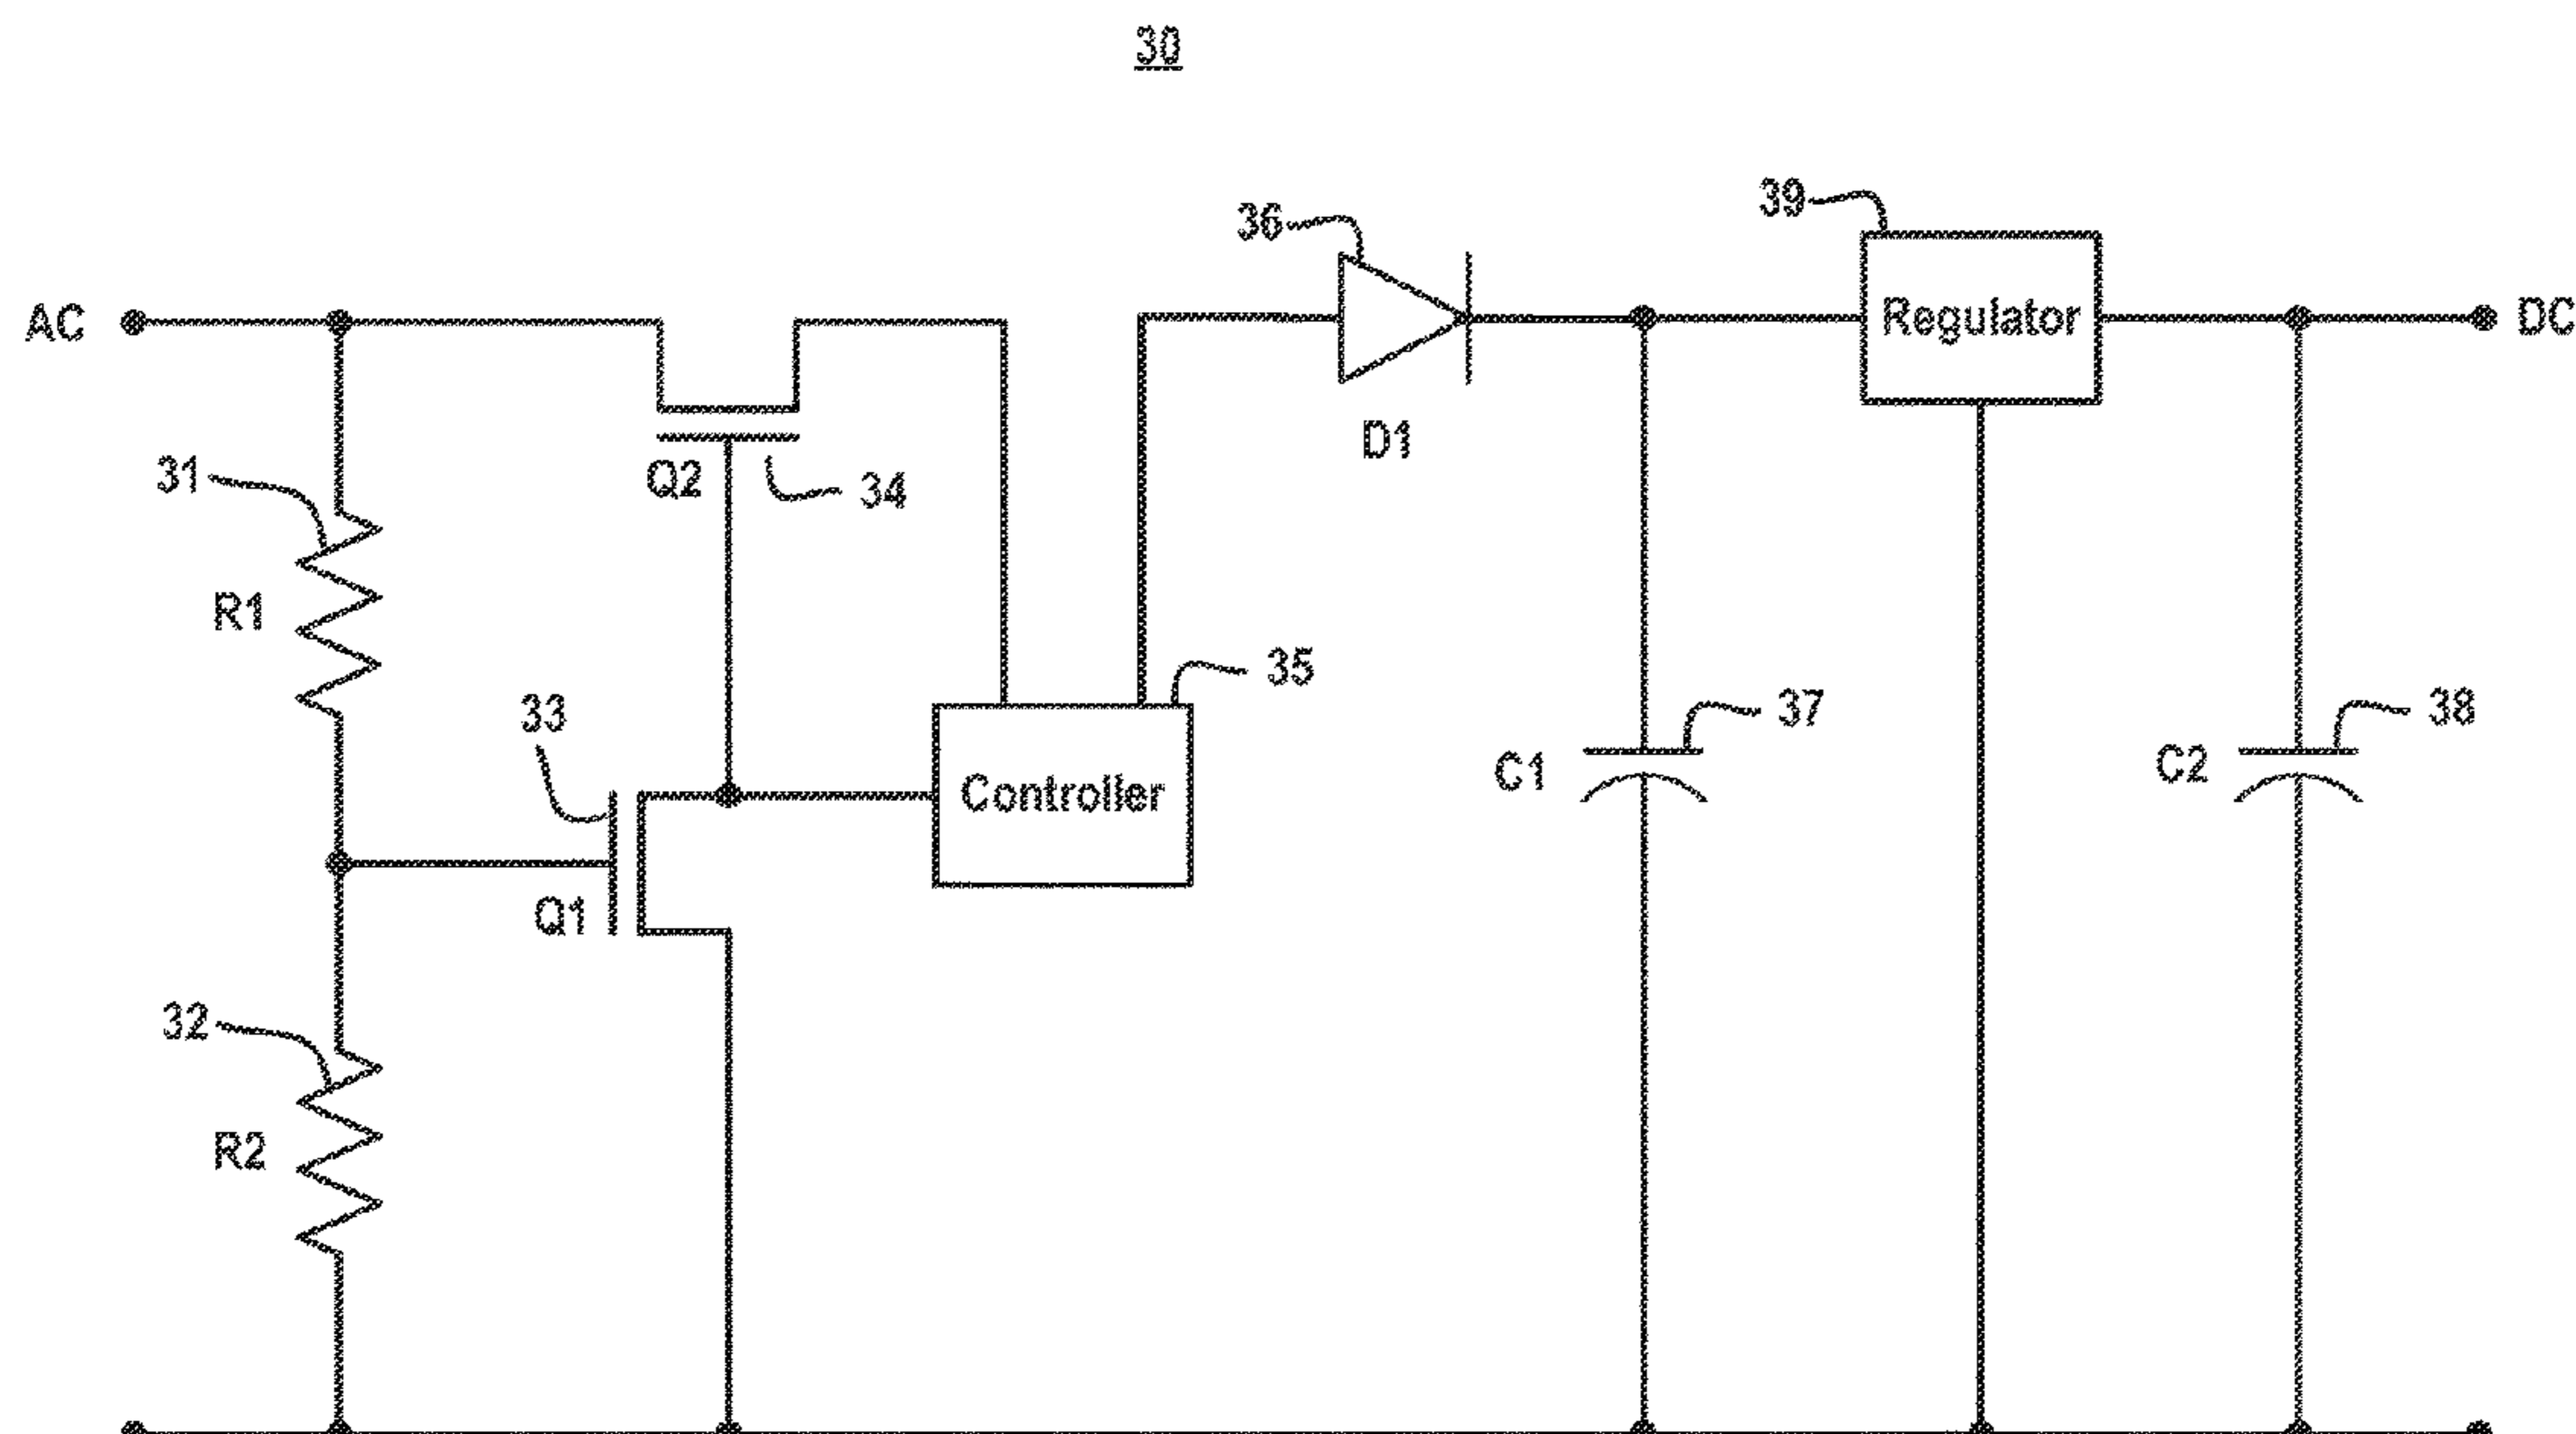 30
39
36
AC
Regulator
DC
D1
31
Q2
34
R1
35
33
37
38
C1
C2
Controller
Q1
32
R2